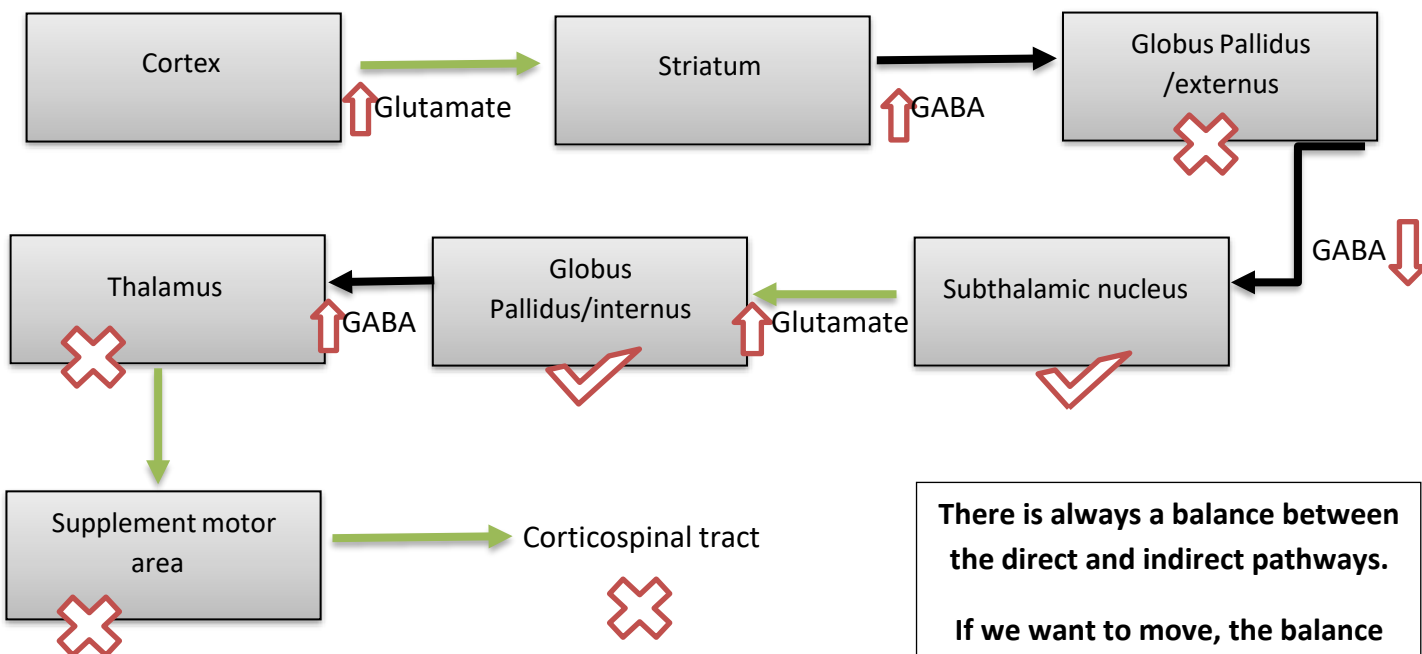 Cortex
Glutamate
Striatum
GABA
Globus Pallidus
/externus
GABA
Subthalamic nucleus
Glutamate
Globus
Pallidus/internus
GABA
Thalamus
Supplement motor
area
Corticospinal tract
There is always a balance between
the direct and indirect pathways.
If we want to move, the balance